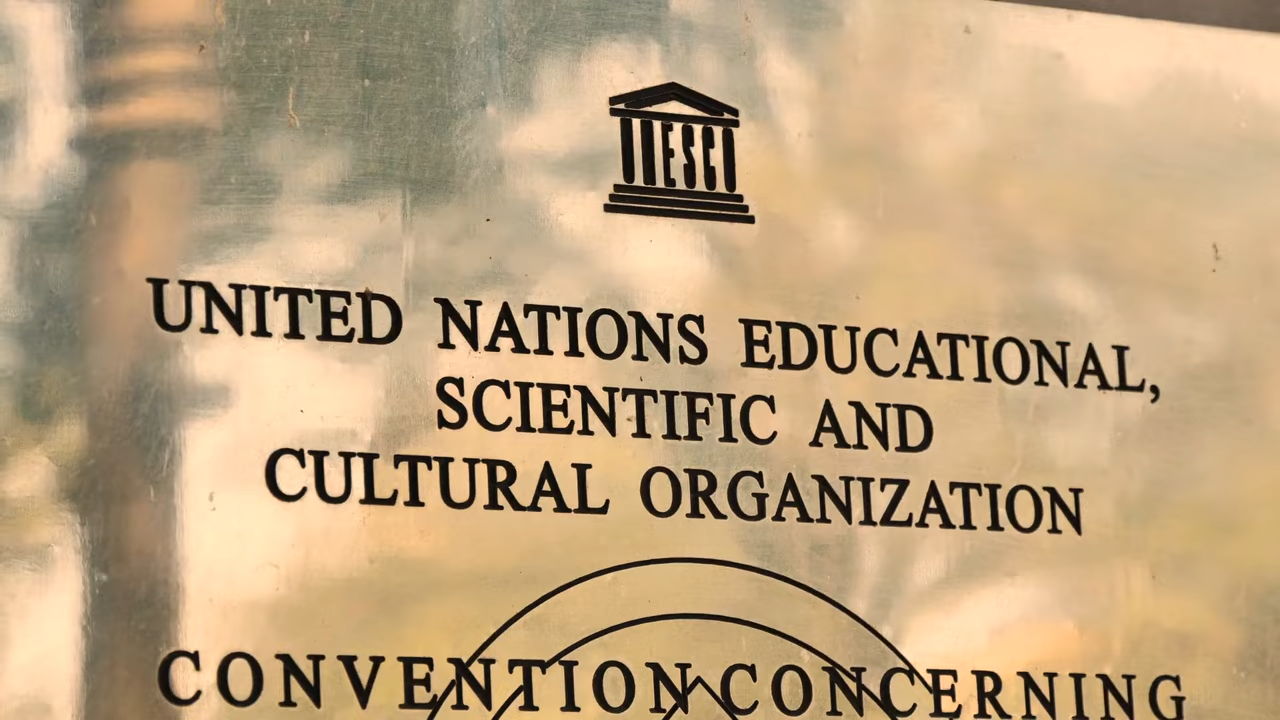 UNESCO
UNITED NATIONS EDUCATIONAL,
SCIENTIFIC AND
CULTURAL ORGANIZATION
CONVENTION CONCERNING